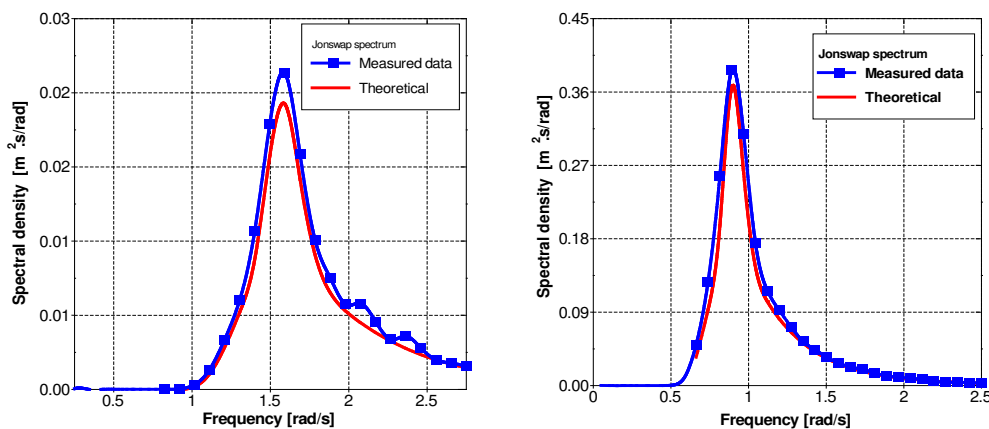 0.03
0.02
0.02
0.01
0.01
0.00
Spectral density [m².s/rad]
Jonswap spectrum
Measured data
Theoretical
0.5 1 1.5 2 2.5
Frequency [rad/s]
0.45
0.36
0.27
0.18
0.09
0.00
Spectral density [m².s/rad]
Jonswap spectrum
Measured data
Theoretical
0 0.5 1 1.5 2 2.5
Frequency [rad/s]